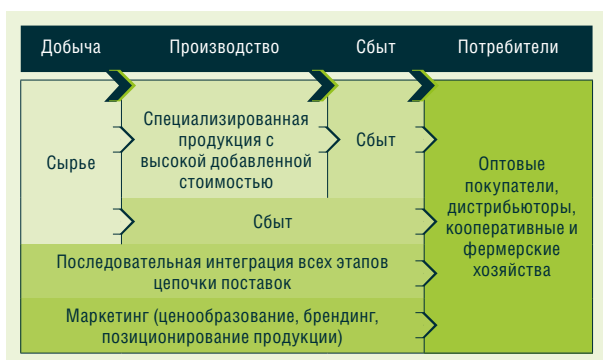 Добыча
Производство
Сбыт
Потребители
Сырье
Специализированная
продукция с
высокой добавленной
стоимостью
Сбыт
Сбыт
Последовательная интеграция всех этапов
цепочки поставок
Маркетинг (ценообразование, брендинг,
позиционирование продукции)
Оптовые
покупатели,
дистрибьюторы,
кооперативные и
фермерские
хозяйства